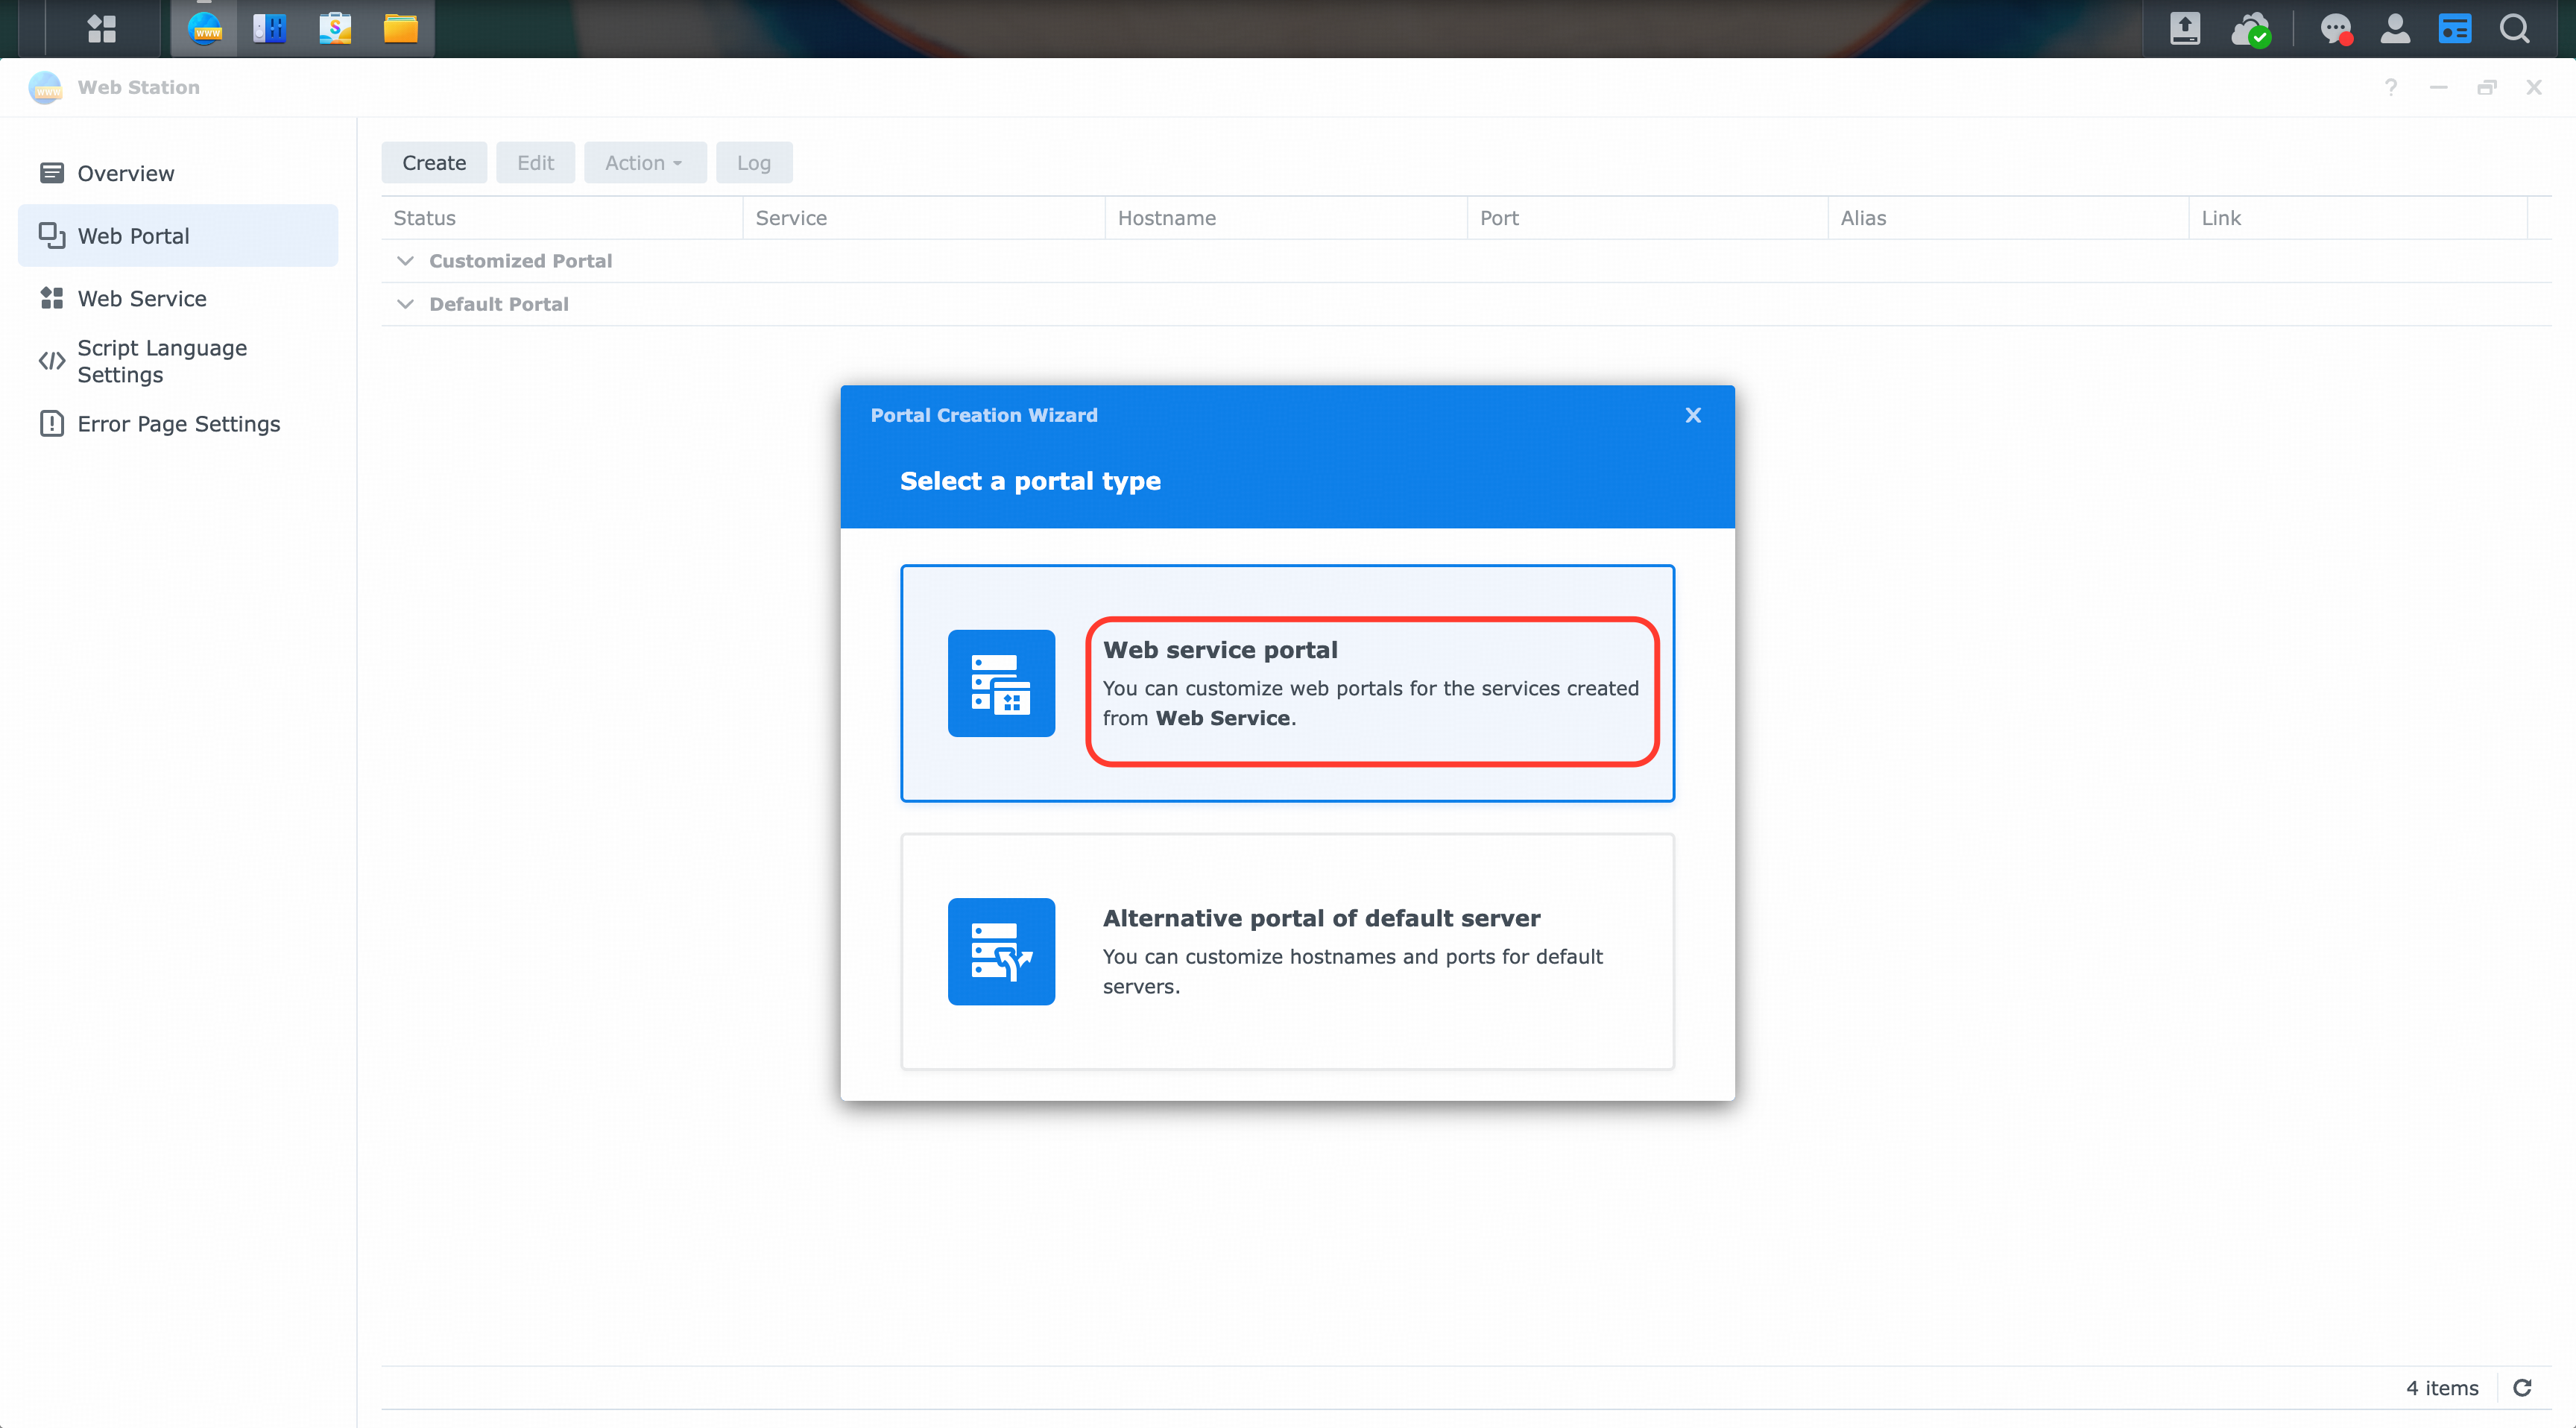 Web Station
?
Overview
Web Portal
Web Service
Script Language
Settings
Error Page Settings
Create Edit Action Log
Status Service Hostname Port Alias Link
Customized Portal
Default Portal
Portal Creation Wizard
Select a portal type
Web service portal
You can customize web portals for the services created
from Web Service.
Alternative portal of default server
You can customize hostnames and ports for default
servers.
4 items